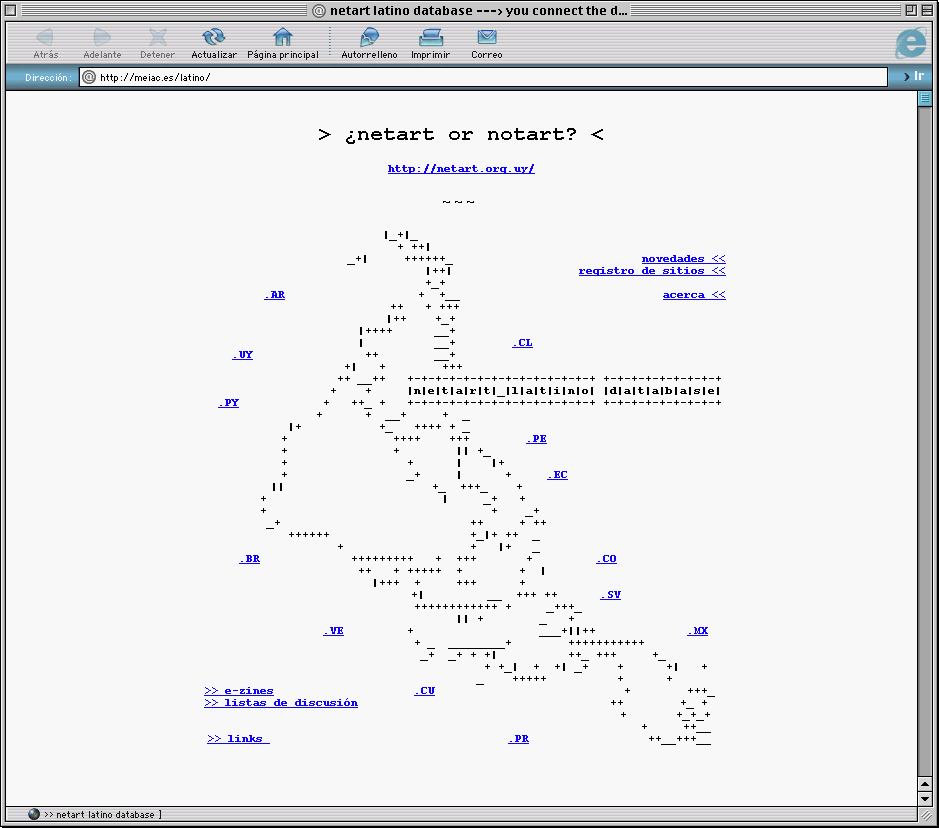 netart latino database ---> you connect the d...
Atrás Adelante Detener Actualizar Página principal Autorrelleno Imprimir Correo
Dirección: http://meiac.es/latino/ Ir
> ¿netart or notart? <
http://netart.org.uy/
~~~
novedades <<
registro de sitios <<
.AR acerca <<
.CL
.UY
|n|e|t|a|r|t|_|l|a|t|i|n|o| |d|a|t|a|b|a|s|e|
.PY
.PE
.EC
.BR .CO
.SV
.VE .MX
>> e-zines .CU
>> listas de discusión
>> links .PR
>> netart latino database ]